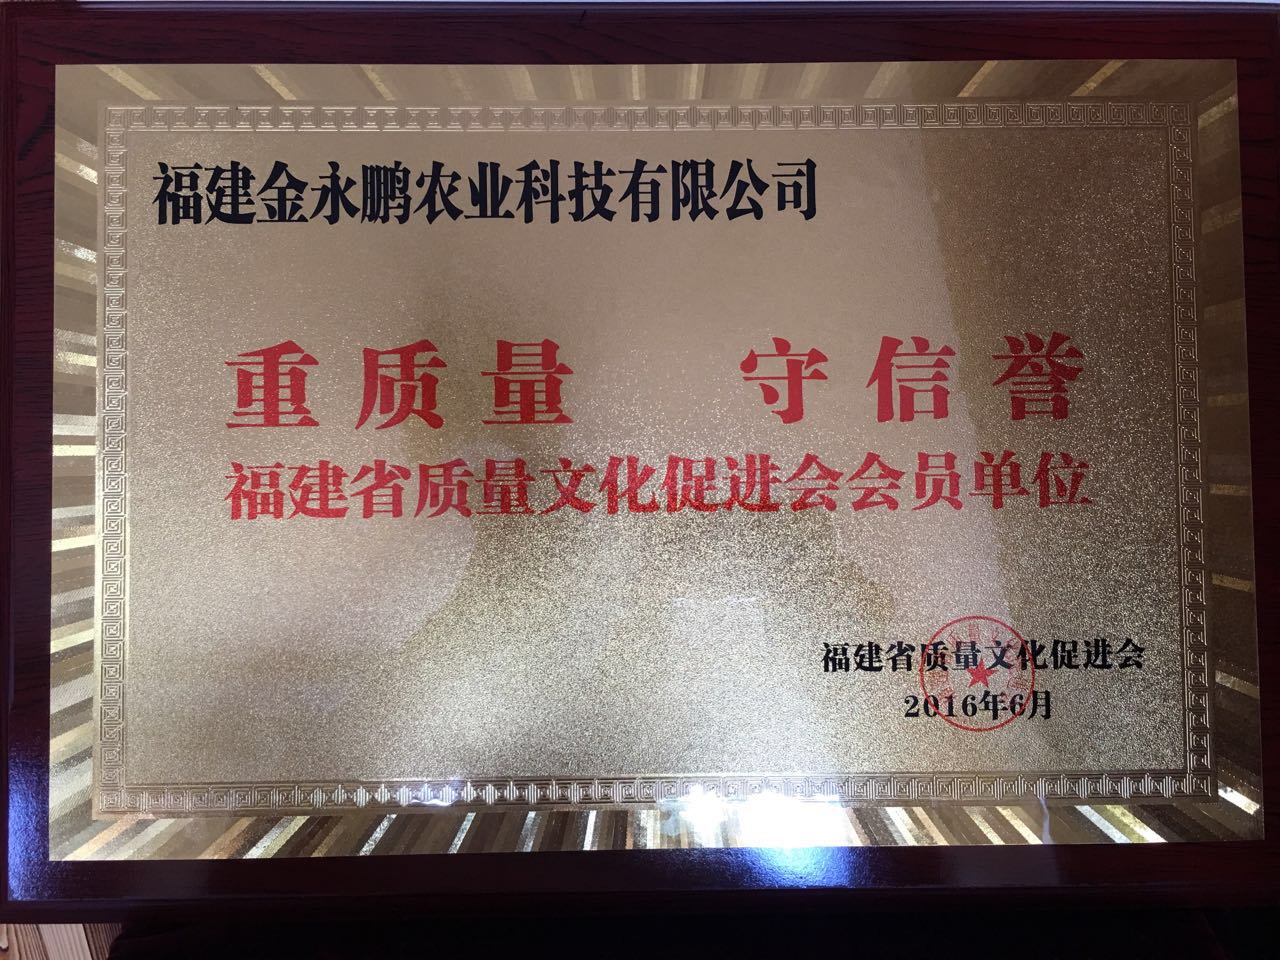 福建金永鹏农业科技有限公司
重质量 守信誉
福建省质量文化促进会会员单位
福建省质量文化促进会
2016年6月